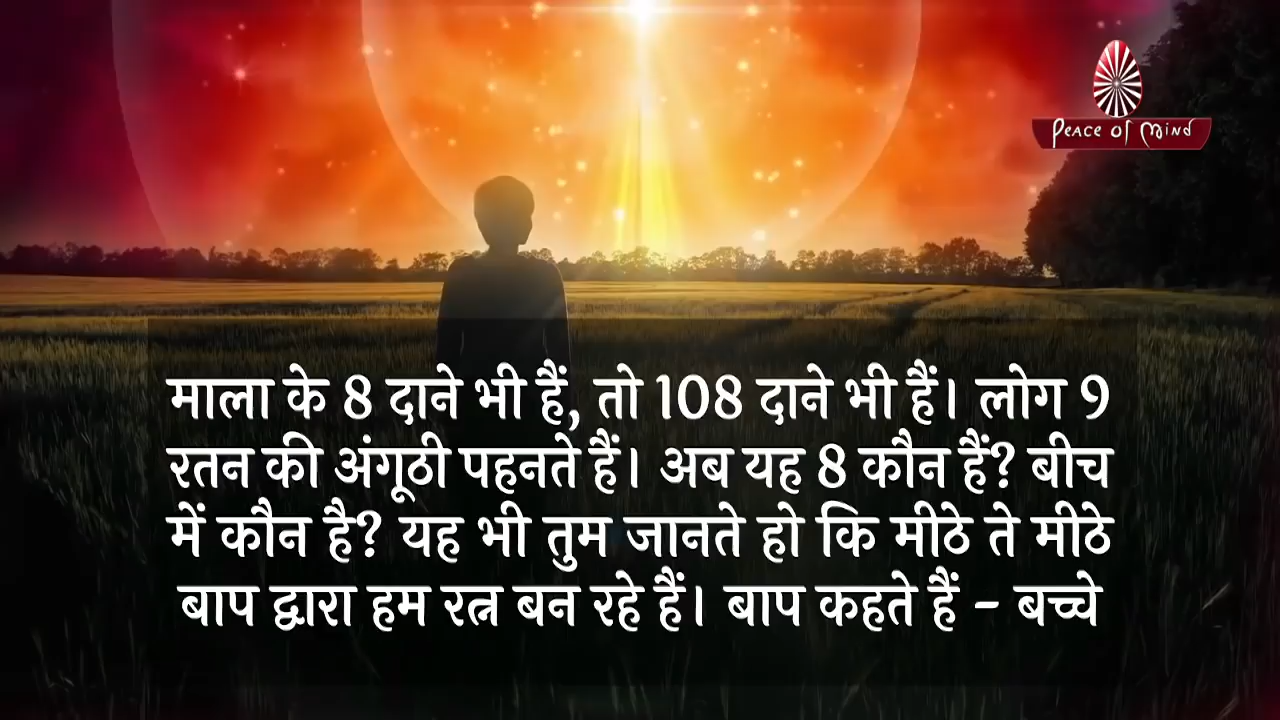 Peace of Mind
माला के 8 दाने भी हैं, तो 108 दाने भी हैं। लोग 9
रतन की अंगूठी पहनते हैं। अब यह 8 कौन हैं? बीच
में कौन है? यह भी तुम जानते हो कि मीठे ते मीठे
बाप द्वारा हम रत्न बन रहे हैं। बाप कहते हैं - बच्चे